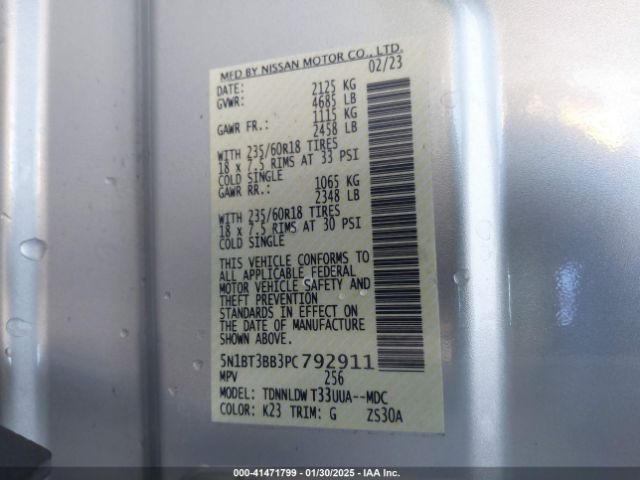 MFD BY NISSAN MOTOR CO., LTD.
DATE: 02/23
GVWR: 2125 KG
4685 LB
GAWR FR.: 1115 KG
2458 LB
WITH 235/60R18 TIRES
18 x 7.5 RIMS AT 33 PSI
COLD SINGLE
GAWR RR.: 1065 KG
2348 LB
WITH 235/60R18 TIRES
18 x 7.5 RIMS AT 30 PSI
COLD SINGLE
THIS VEHICLE CONFORMS TO
ALL APPLICABLE FEDERAL
MOTOR VEHICLE SAFETY AND
THEFT PREVENTION
STANDARDS IN EFFECT ON
THE DATE OF MANUFACTURE
SHOWN ABOVE.
5N1BT3BB3PC792911
MPV 256
MODEL: TDNNLDW T33UUA--MDC
COLOR: K23 TRIM: G ZS30A
000-41471799 — 01/30/2025 — IAA Inc.